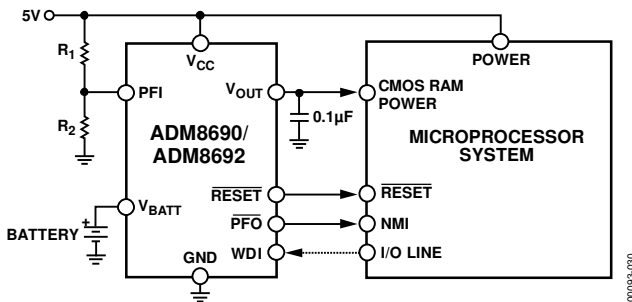 5V
R1
R2
VCC
PFI
VOUT
0.1µF
ADM8690/
ADM8692
VBATT
BATTERY
+
RESET
PFO
WDI
GND
POWER
CMOS RAM
POWER
MICROPROCESSOR
SYSTEM
RESET
NMI
I/O LINE
00093-030